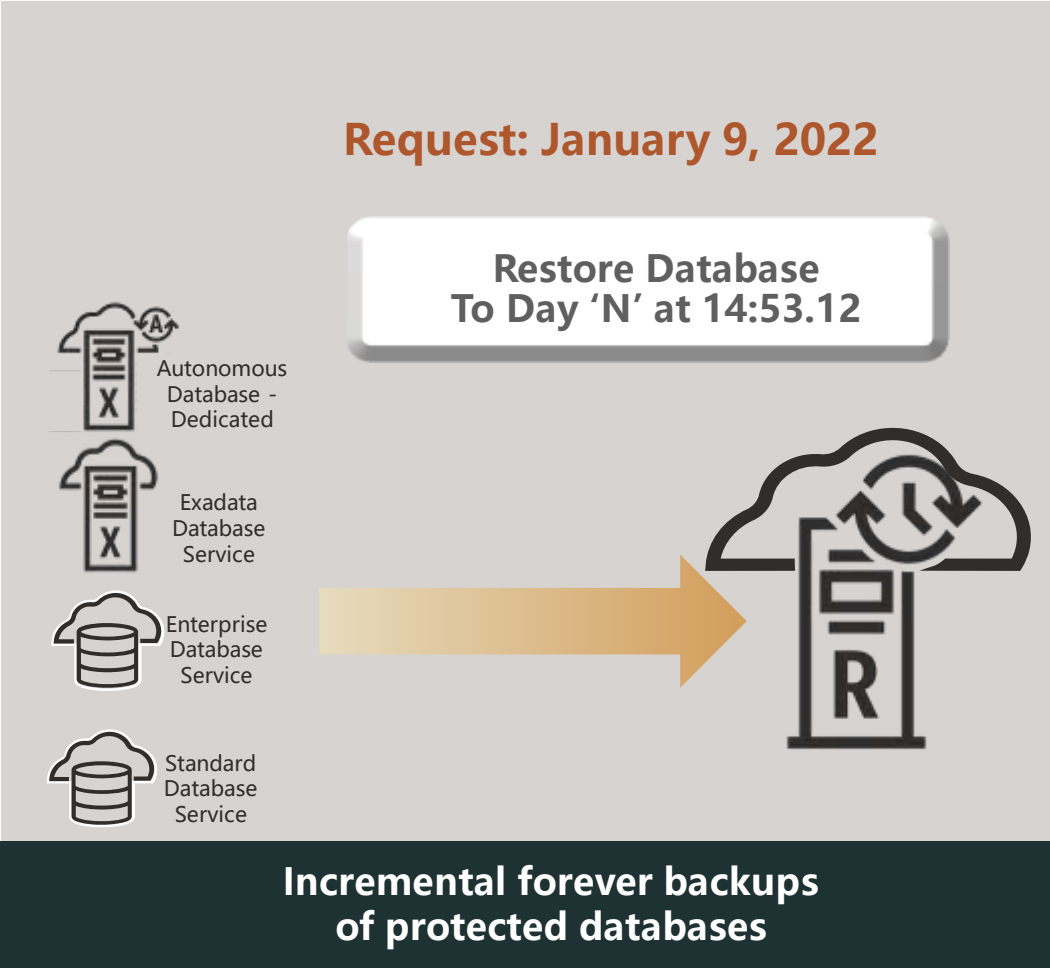 Request: January 9, 2022
Restore Database
To Day ‘N’ at 14:53.12
A
X
Autonomous
Database -
Dedicated
X
Exadata
Database
Service
Enterprise
Database
Service
Standard
Database
Service
R
Incremental forever backups
of protected databases